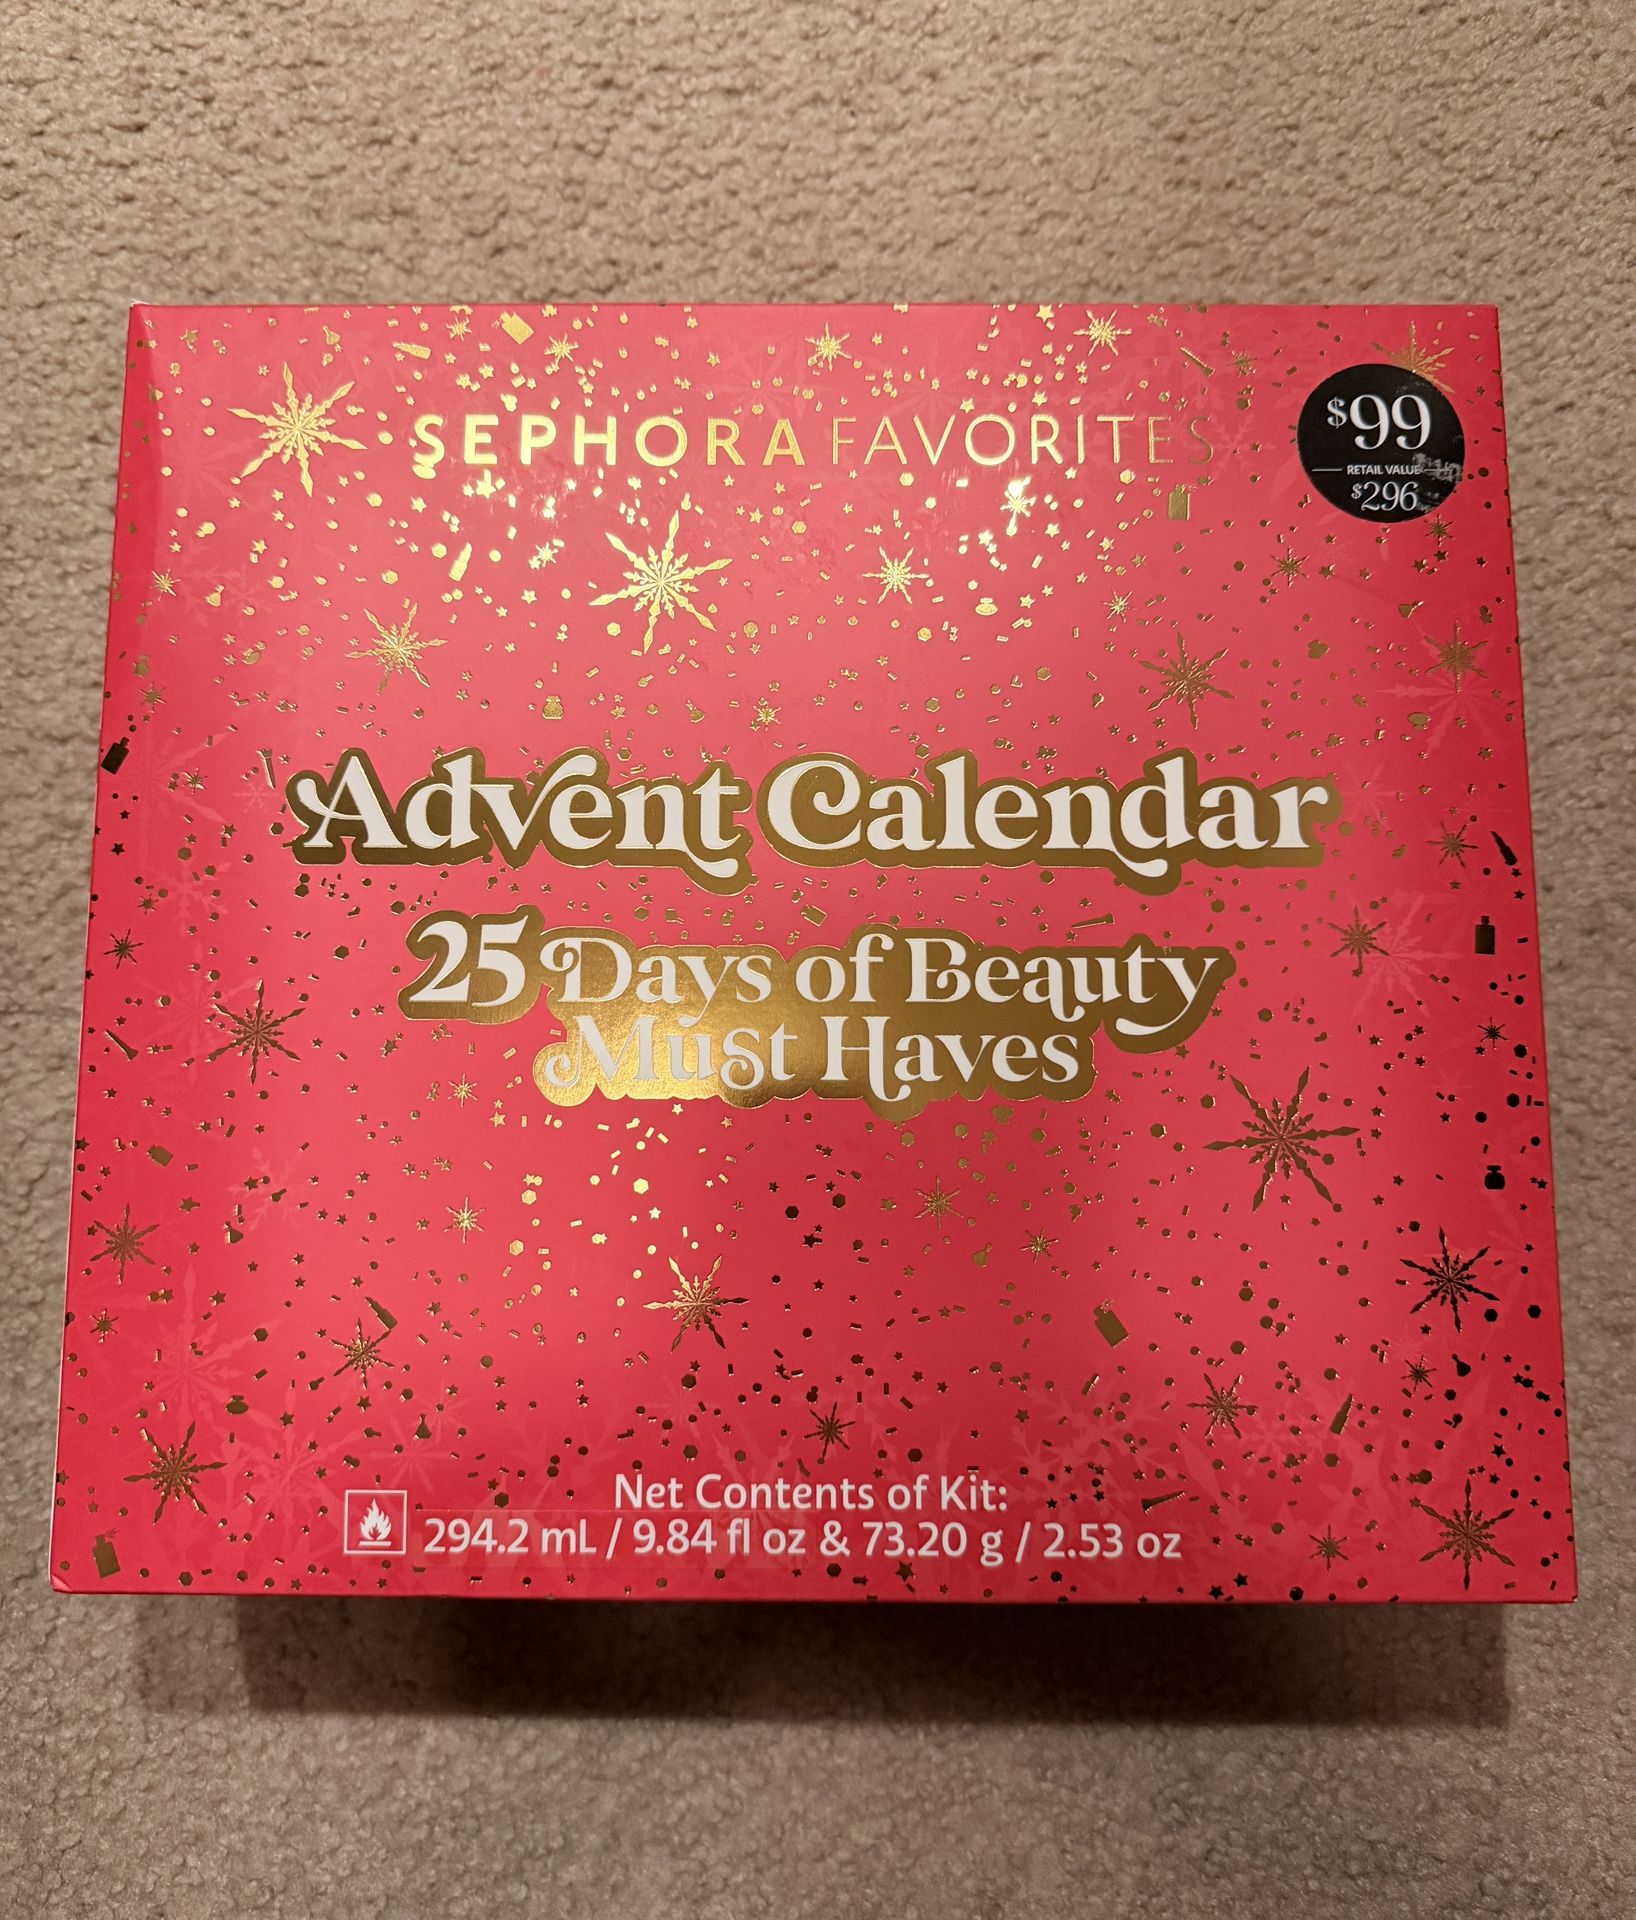 SEPHORA FAVORITES
$99
RETAIL VALUE
$296
Advent Calendar
25 Days of Beauty
Must Haves
Net Contents of Kit:
294.2 mL / 9.84 fl oz & 73.20 g / 2.53 oz